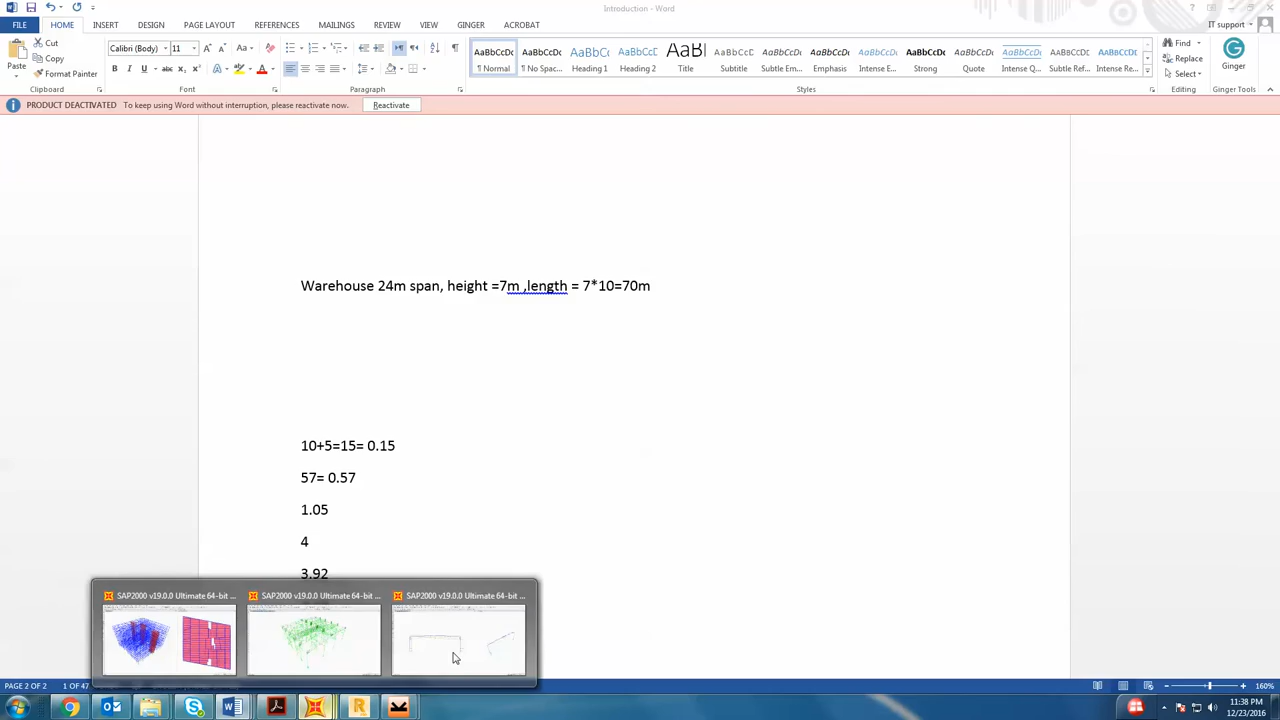 Introduction - Word
IT support
FILE HOME INSERT DESIGN PAGE LAYOUT REFERENCES MAILINGS REVIEW VIEW GINGER ACROBAT
Paste
Cut
Copy
Format Painter
Clipboard
Calibri (Body) 11
Font
Paragraph
AaBbCcDc AaBbCcDc AaBbCc AaBbCcDc AaBb AaBbCcD AaBbCcDc AaBbCcDc AaBbCcDc AaBbCcDc AaBbCcDc AaBbCcDc AaBbCcDc AaBbCcDc
¶ Normal ¶ No Spac... Heading 1 Heading 2 Title Subtitle Subtle Em... Emphasis Intense E... Strong Quote Intense Q... Subtle Ref... Intense Re...
Styles
Find
Replace
Select
Editing
Ginger
Ginger Tools
PRODUCT DEACTIVATED To keep using Word without interruption, please reactivate now. Reactivate
Warehouse 24m span, height =7m ,length = 7*10=70m
10+5=15= 0.15
57= 0.57
1.05
4
3.92
SAP2000 v19.0.0 Ultimate 64-bit ... SAP2000 v19.0.0 Ultimate 64-bit ... SAP2000 v19.0.0 Ultimate 64-bit ...
PAGE 2 OF 2 1 OF 47 160%
11:38 PM
12/23/2016